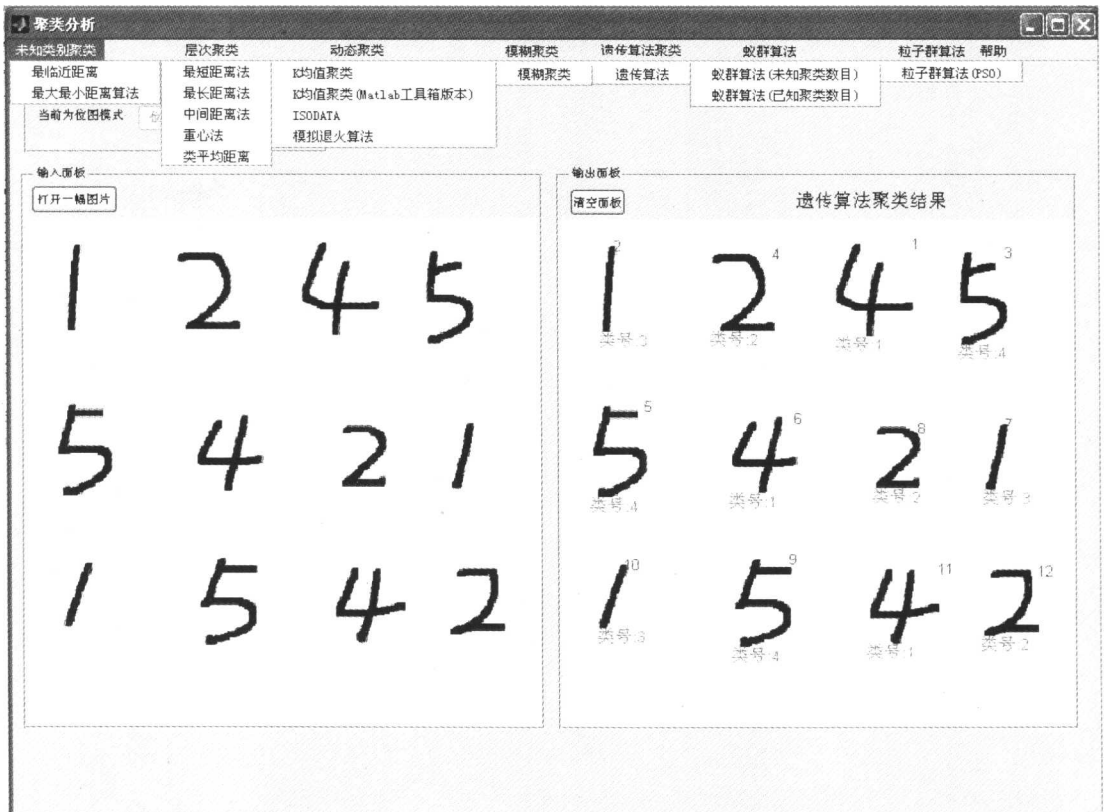 聚类分析
未知类别聚类 层次聚类 动态聚类 模糊聚类 遗传算法聚类 蚁群算法 粒子群算法 帮助
最临近距离 最短距离法 K均值聚类 模糊聚类 遗传算法 蚁群算法(未知聚类数目) 粒子群算法(PSO)
最大最小距离算法 最长距离法 K均值聚类(Matlab工具箱版本) 蚁群算法(已知聚类数目)
当前为位图模式 中间距离法 ISODATA
重心法 模拟退火算法
类平均距离
输入面板 输出面板
打开一幅图片 清空面板 遗传算法聚类结果
1 2 4 5
5 4 2 1
1 5 4 2
1 2 2 4 4 1 5 3
类号:3 类号:2 类号:1 类号:4
5 5 4 6 2 8 1 7
类号:4 类号:1 类号:2 类号:3
1 10 5 9 4 11 2 12
类号:3 类号:4 类号:1 类号:2